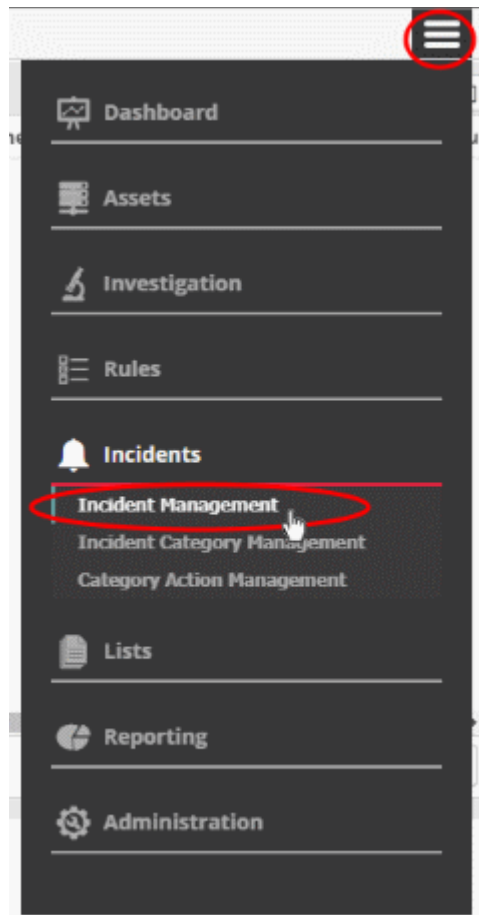 Dashboard
Assets
Investigation
Rules
Incidents
Incident Management
Incident Category Management
Category Action Management
Lists
Reporting
Administration